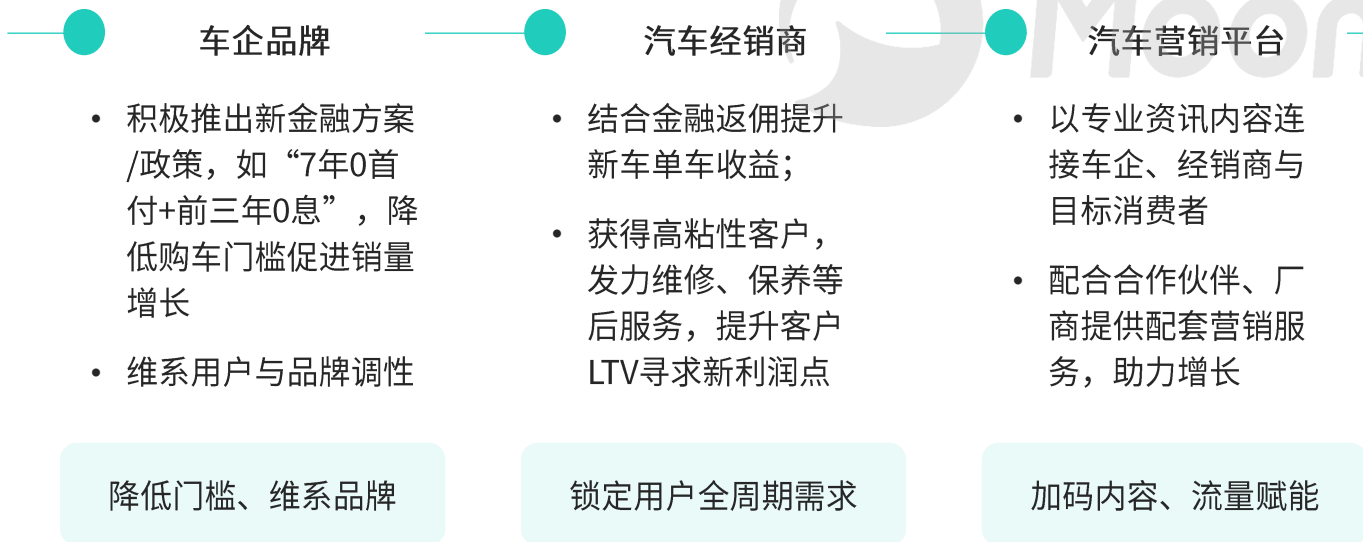 车企品牌
• 积极推出新金融方案
/政策，如“7年0首
付+前三年0息”，降
低购车门槛促进销量
增长
• 维系用户与品牌调性
降低门槛、维系品牌
汽车经销商
• 结合金融返佣提升
新车单车收益；
• 获得高粘性客户，
发力维修、保养等
后服务，提升客户
LTV寻求新利润点
锁定用户全周期需求
汽车营销平台
• 以专业资讯内容连
接车企、经销商与
目标消费者
• 配合合作伙伴、厂
商提供配套营销服
务，助力增长
加码内容、流量赋能